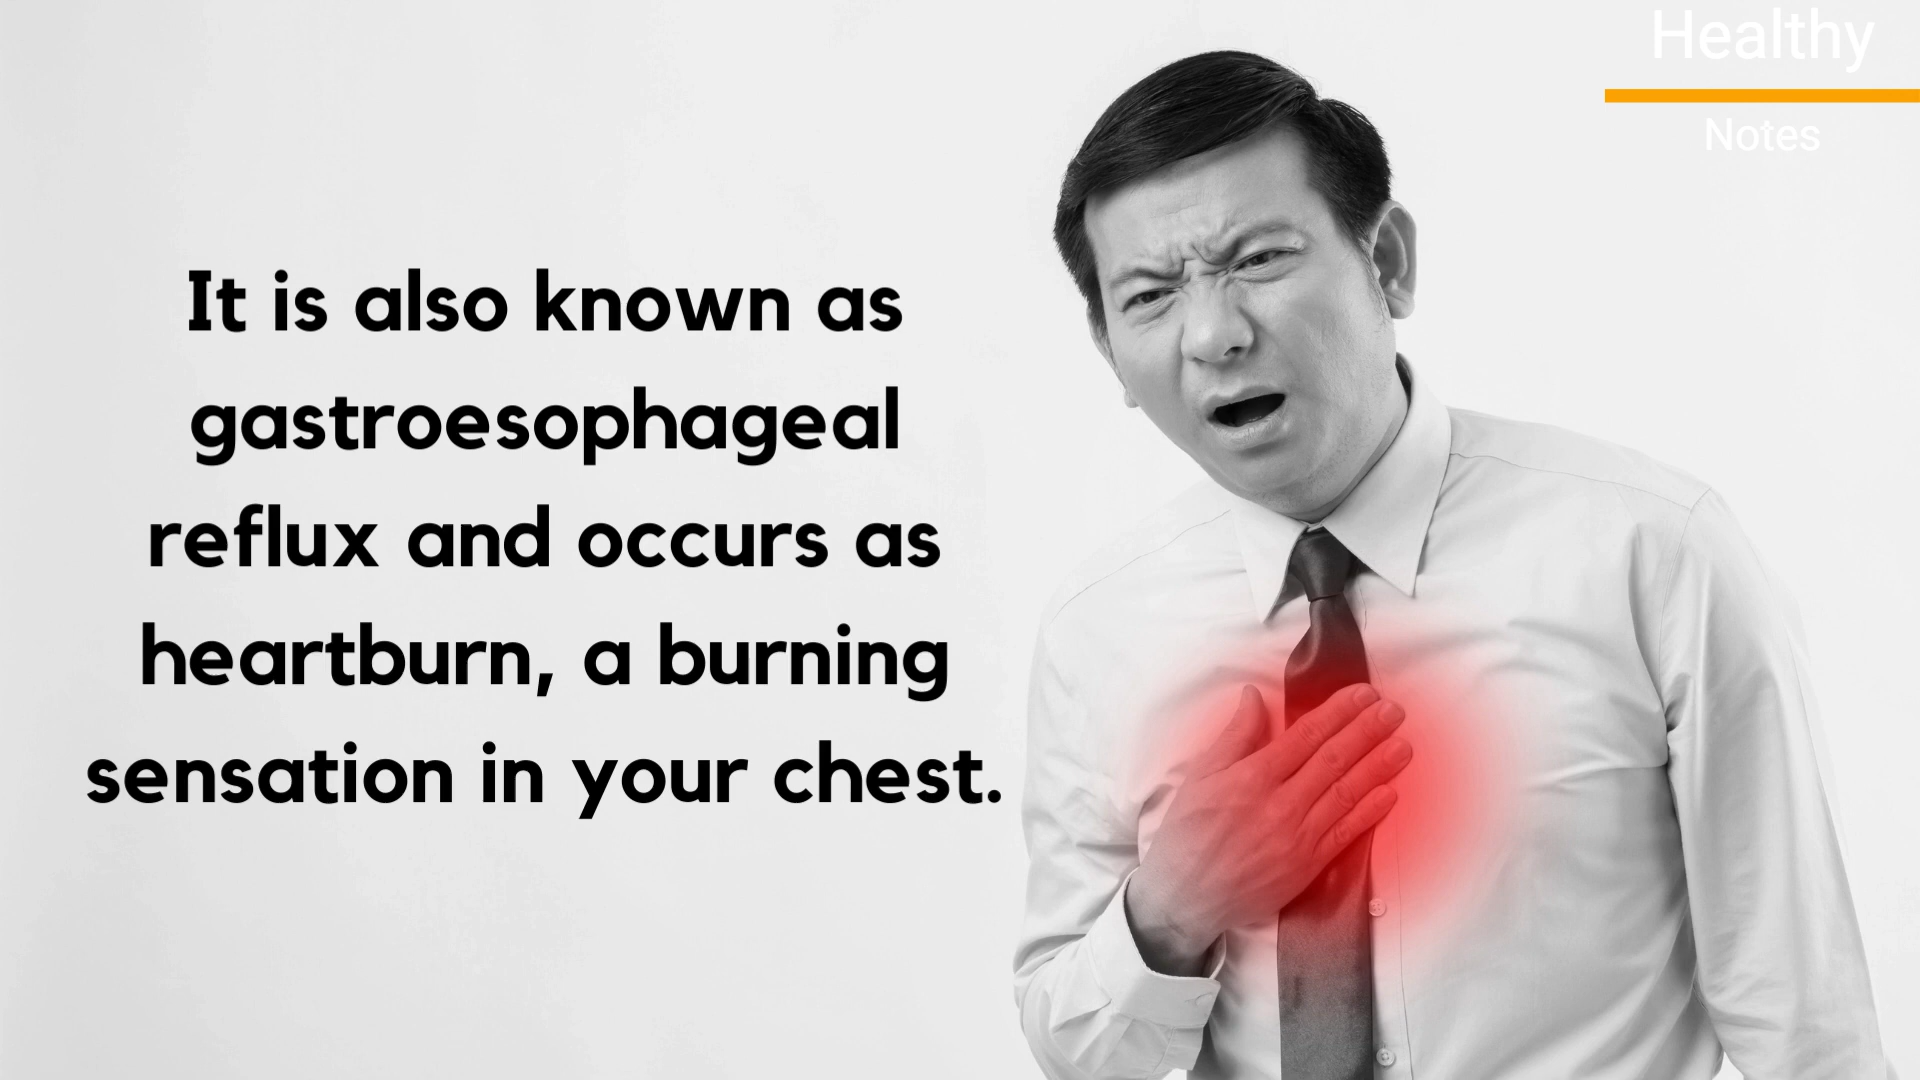 Healthy
Notes
It is also known as
gastroesophageal
reflux and occurs as
heartburn, a burning
sensation in your chest.